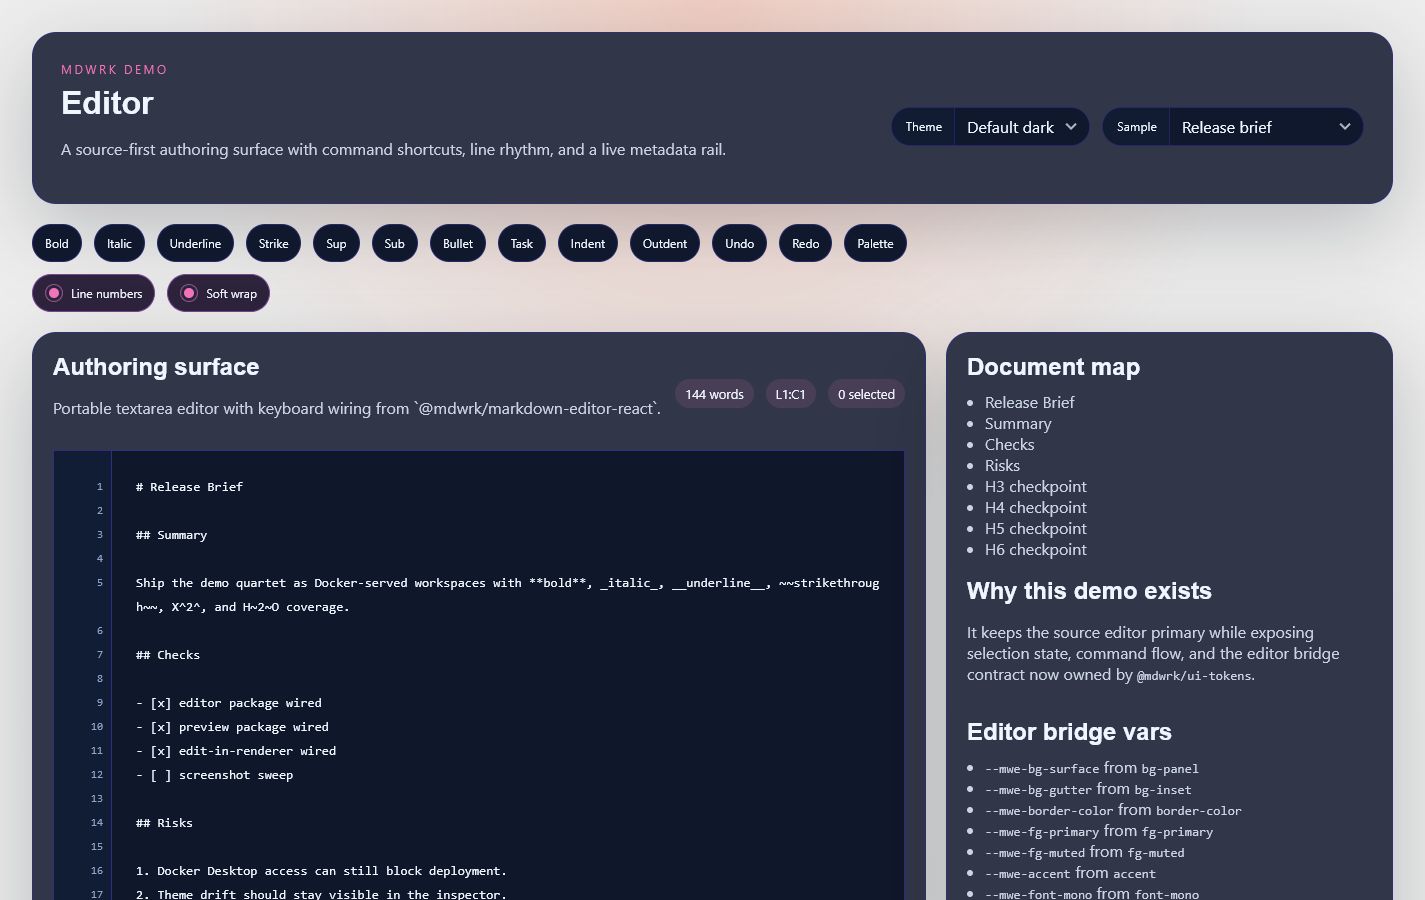 MDWRK DEMO
Editor
A source-first authoring surface with command shortcuts, line rhythm, and a live metadata rail.
Theme Default dark Sample Release brief
Bold Italic Underline Strike Sup Sub Bullet Task Indent Outdent Undo Redo Palette
Line numbers Soft wrap
Authoring surface
Portable textarea editor with keyboard wiring from `@mdwrk/markdown-editor-react`.
144 words L1:C1 0 selected
1 # Release Brief
2
3 ## Summary
4
5 Ship the demo quartet as Docker-served workspaces with **bold**, _italic_, __underline__, ~~strikethroug
h~~, X^2^, and H~2~O coverage.
6
7 ## Checks
8
9 - [x] editor package wired
10 - [x] preview package wired
11 - [x] edit-in-renderer wired
12 - [ ] screenshot sweep
13
14 ## Risks
15
16 1. Docker Desktop access can still block deployment.
17 2. Theme drift should stay visible in the inspector.
Document map
Release Brief
Summary
Checks
Risks
H3 checkpoint
H4 checkpoint
H5 checkpoint
H6 checkpoint
Why this demo exists
It keeps the source editor primary while exposing
selection state, command flow, and the editor bridge
contract now owned by @mdwrk/ui-tokens.
Editor bridge vars
--mwe-bg-surface from bg-panel
--mwe-bg-gutter from bg-inset
--mwe-border-color from border-color
--mwe-fg-primary from fg-primary
--mwe-fg-muted from fg-muted
--mwe-accent from accent
--mwe-font-mono from font-mono